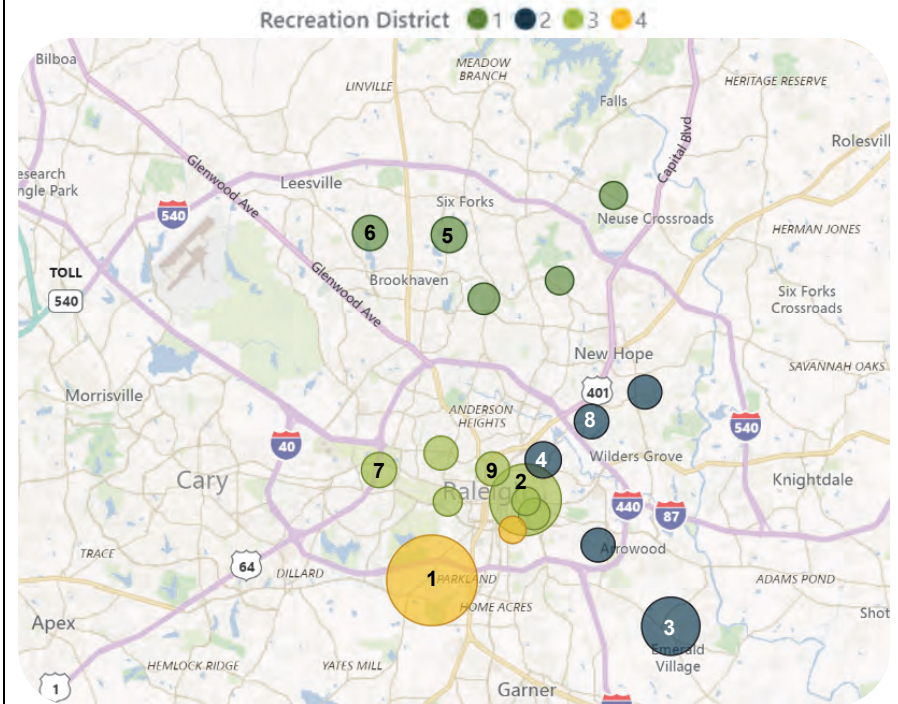 Recreation District 1 2 3 4
Bilboa
MEADOW
BRANCH
LINVILLE
HERITAGE RESERVE
Falls
Capital Blvd
Rolesvill
esearch
ngle Park
Glenwood Ave
Leesville
540
Six Forks
Neuse Crossroads
HERMAN JONES
6
5
TOLL
540
Glenwood Ave
Brookhaven
Six Forks
Crossroads
New Hope
SAVANNAH OAKS
Morrisville
401
ANDERSON
HEIGHTS
8
540
40
Wilders Grove
4
7
9
Cary
2
Raleig
Knightdale
440
87
Arrowood
TRACE
64
DILLARD
1
PARKLAND
ADAMS POND
HOME ACRES
Shot
Apex
3
Emerald
Village
HEMLOCK RIDGE
YATES MILL
1
Garner